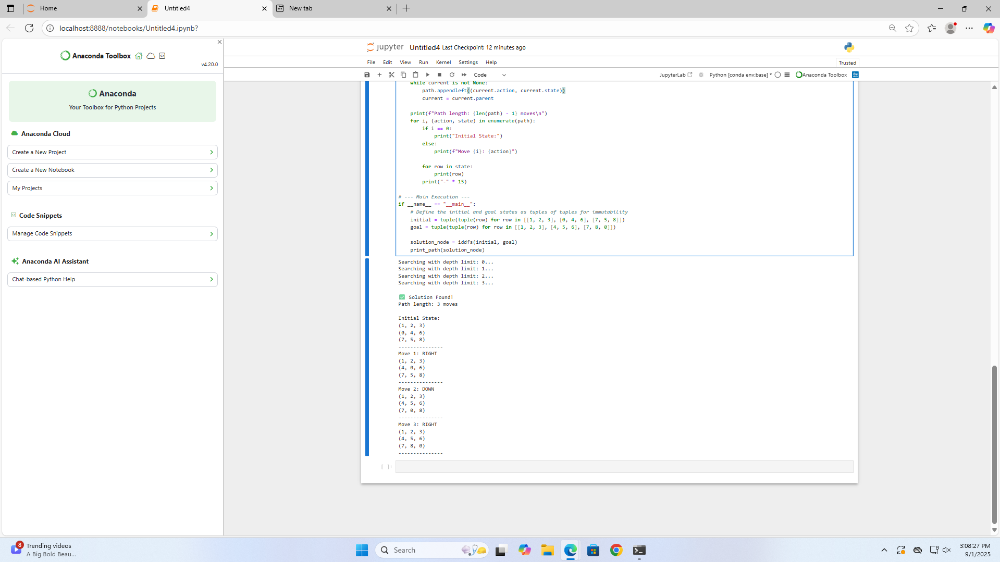 Home
Untitled4
New tab
localhost:8888/notebooks/Untitled4.ipynb?
Anaconda Toolbox
v4.20.0
Anaconda
Your Toolbox for Python Projects
Anaconda Cloud
Create a New Project
Create a New Notebook
My Projects
Code Snippets
Manage Code Snippets
Anaconda AI Assistant
Chat-based Python Help
jupyter Untitled4 Last Checkpoint: 12 minutes ago
File Edit View Run Kernel Settings Help
Trusted
Code
JupyterLab
Python [conda env:base] *
Anaconda Toolbox
    while current is not None:
        path.appendleft((current.action, current.state))
        current = current.parent
    print(f"Path length: {len(path) - 1} moves\n")
    for i, (action, state) in enumerate(path):
        if i == 0:
            print("Initial State:")
        else:
            print(f"Move {i}: {action}")
        for row in state:
            print(row)
        print("-" * 15)
# --- Main Execution ---
if __name__ == "__main__":
    # Define the initial and goal states as tuples of tuples for immutability
    initial = tuple(tuple(row) for row in [[1, 2, 3], [0, 4, 6], [7, 5, 8]])
    goal = tuple(tuple(row) for row in [[1, 2, 3], [4, 5, 6], [7, 8, 0]])
    solution_node = iddfs(initial, goal)
    print_path(solution_node)
Searching with depth limit: 0...
Searching with depth limit: 1...
Searching with depth limit: 2...
Searching with depth limit: 3...
✅ Solution Found!
Path length: 3 moves
Initial State:
(1, 2, 3)
(0, 4, 6)
(7, 5, 8)
---------------
Move 1: RIGHT
(1, 2, 3)
(4, 0, 6)
(7, 5, 8)
---------------
Move 2: DOWN
(1, 2, 3)
(4, 5, 6)
(7, 0, 8)
---------------
Move 3: RIGHT
(1, 2, 3)
(4, 5, 6)
(7, 8, 0)
---------------
[ ]:
8
Trending videos
A Big Bold Beau...
Search
3:08:27 PM
9/1/2025